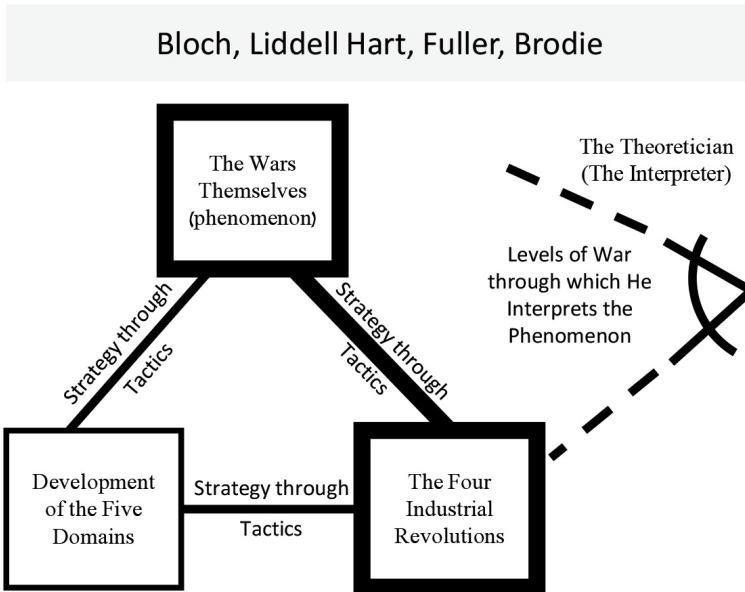 Bloch, Liddell Hart, Fuller, Brodie
The Wars
Themselves
(phenomenon)
The Theoretician
(The Interpreter)
Levels of War
through which He
Interprets the
Phenomenon
Strategy through
Tactics
Strategy through
Tactics
Development
of the Five
Domains
Strategy through
Tactics
The Four
Industrial
Revolutions